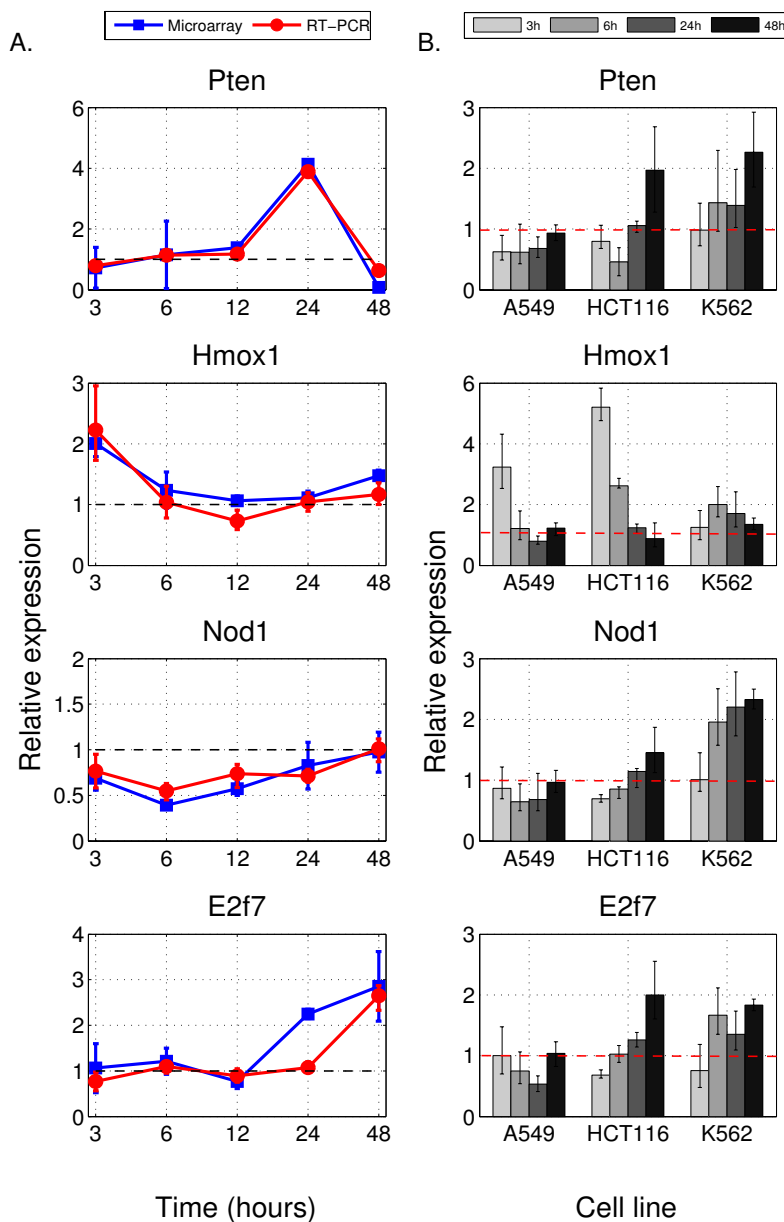 A.
Microarray RT-PCR
B.
3h 6h 24h 48h
Pten
6
4
2
1
0
3 6 12 24 48
Pten
3
2
1
0
A549 HCT116 K562
Hmox1
3
2
1
0
3 6 12 24 48
Hmox1
6
4
2
1
0
A549 HCT116 K562
Relative expression
Relative expression
Nod1
2
1.5
1
0.5
0
3 6 12 24 48
Nod1
3
2
1
0
A549 HCT116 K562
E2f7
4
3
2
1
0
3 6 12 24 48
E2f7
3
2
1
0
A549 HCT116 K562
Time (hours)
Cell line